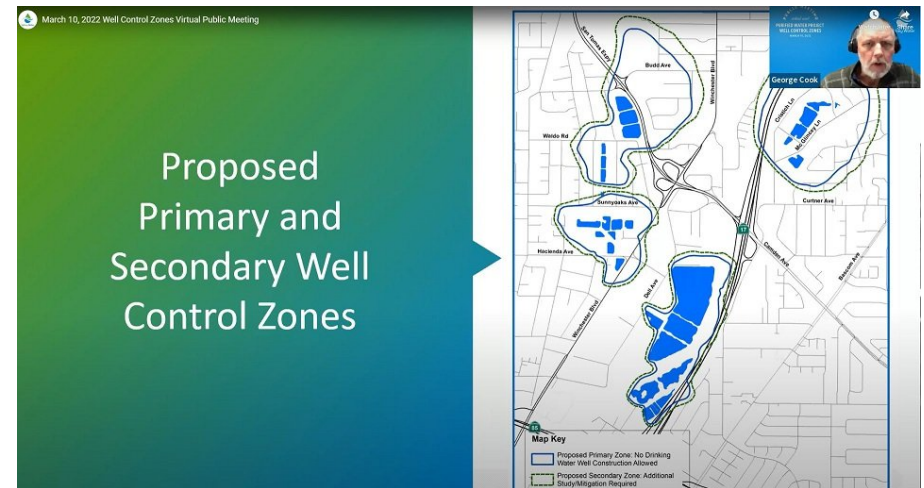 March 10, 2022 Well Control Zones Virtual Public Meeting
Proposed
Primary and
Secondary Well
Control Zones
San Tomas Expy
Budd Ave
Winchester Blvd
Waldo Rd
Sunnyoaks Ave
Hacienda Ave
Winchester Blvd
Dell Ave
17
Camden Ave
Bascom Ave
Curtner Ave
McGlincey Ln
85
Map Key
Proposed Primary Zone: No Drinking
Water Well Construction Allowed
Proposed Secondary Zone: Additional
Study/Mitigation Required
PURIFIED WATER PROJECT
WELL CONTROL ZONES
George Cook